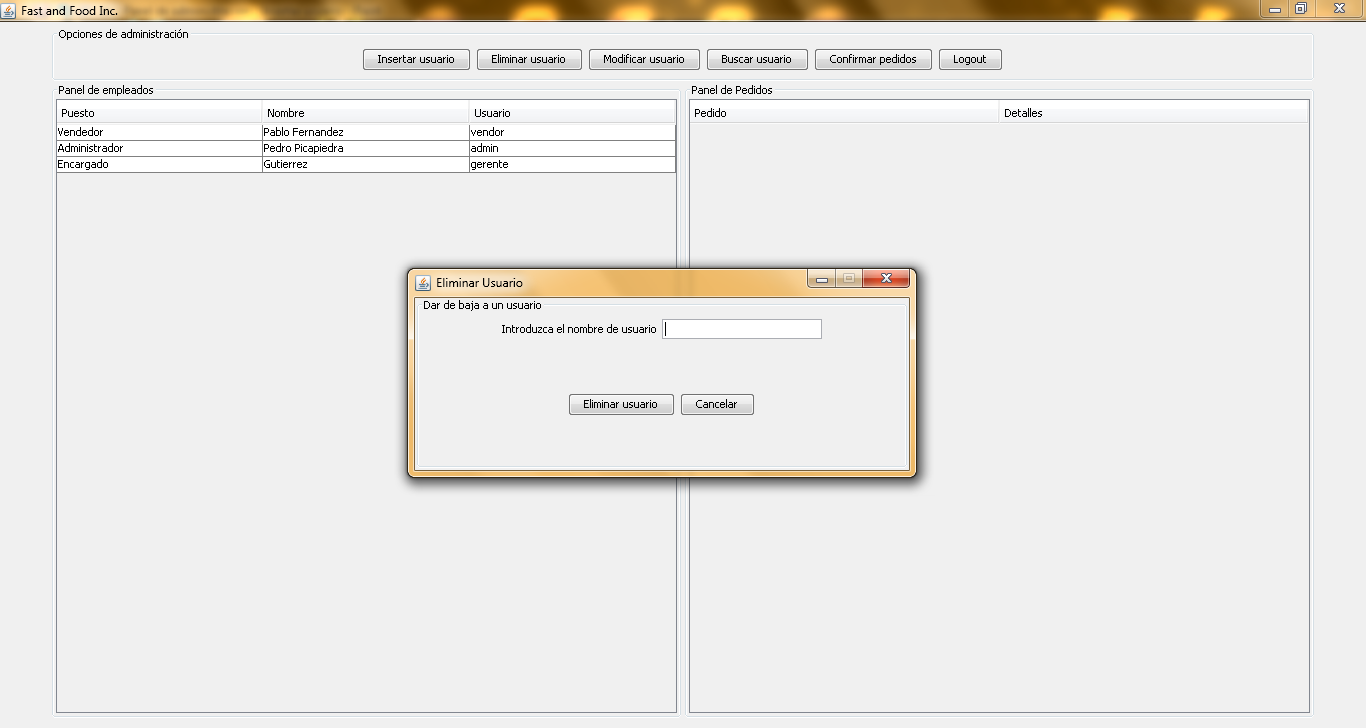 Fast and Food Inc.
Opciones de administración
Insertar usuario Eliminar usuario Modificar usuario Buscar usuario Confirmar pedidos Logout
Panel de empleados Panel de Pedidos
Puesto Nombre Usuario Pedido Detalles
Vendedor Pablo Fernandez vendor
Administrador Pedro Picapiedra admin
Encargado Gutierrez gerente
Eliminar Usuario
Dar de baja a un usuario
Introduzca el nombre de usuario
Eliminar usuario Cancelar